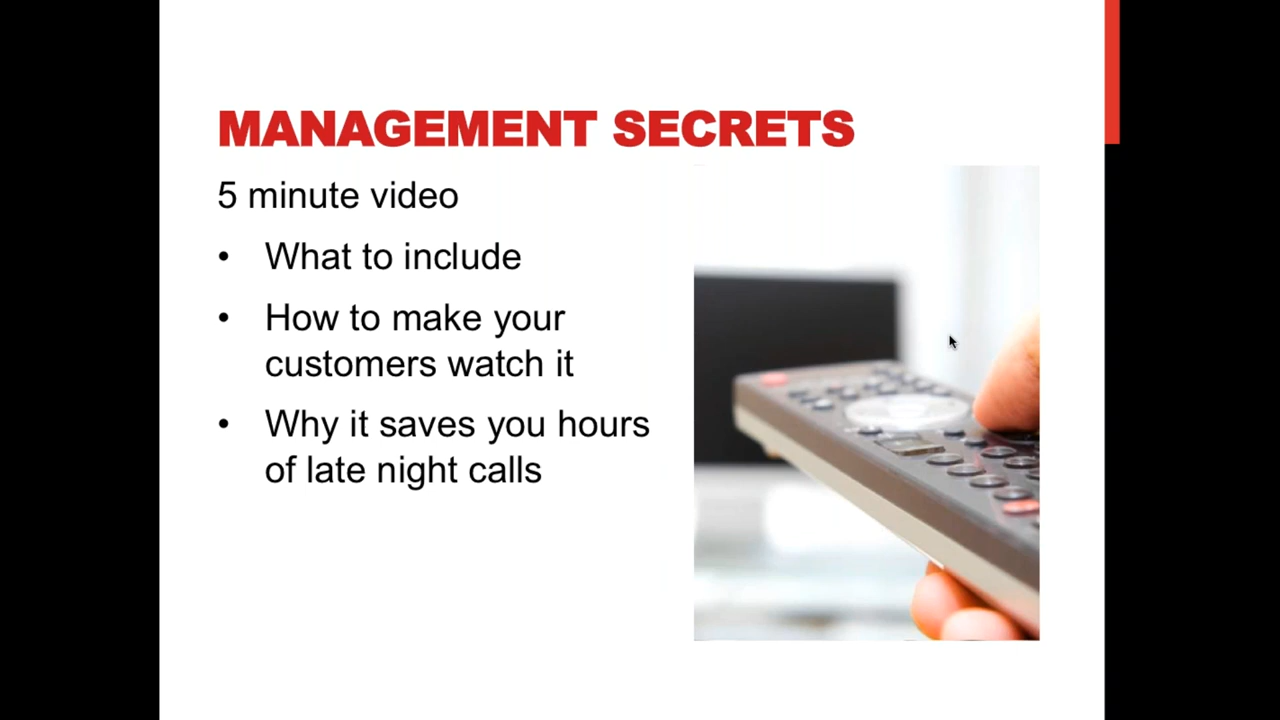 MANAGEMENT SECRETS
5 minute video
• What to include
• How to make your
customers watch it
• Why it saves you hours
of late night calls